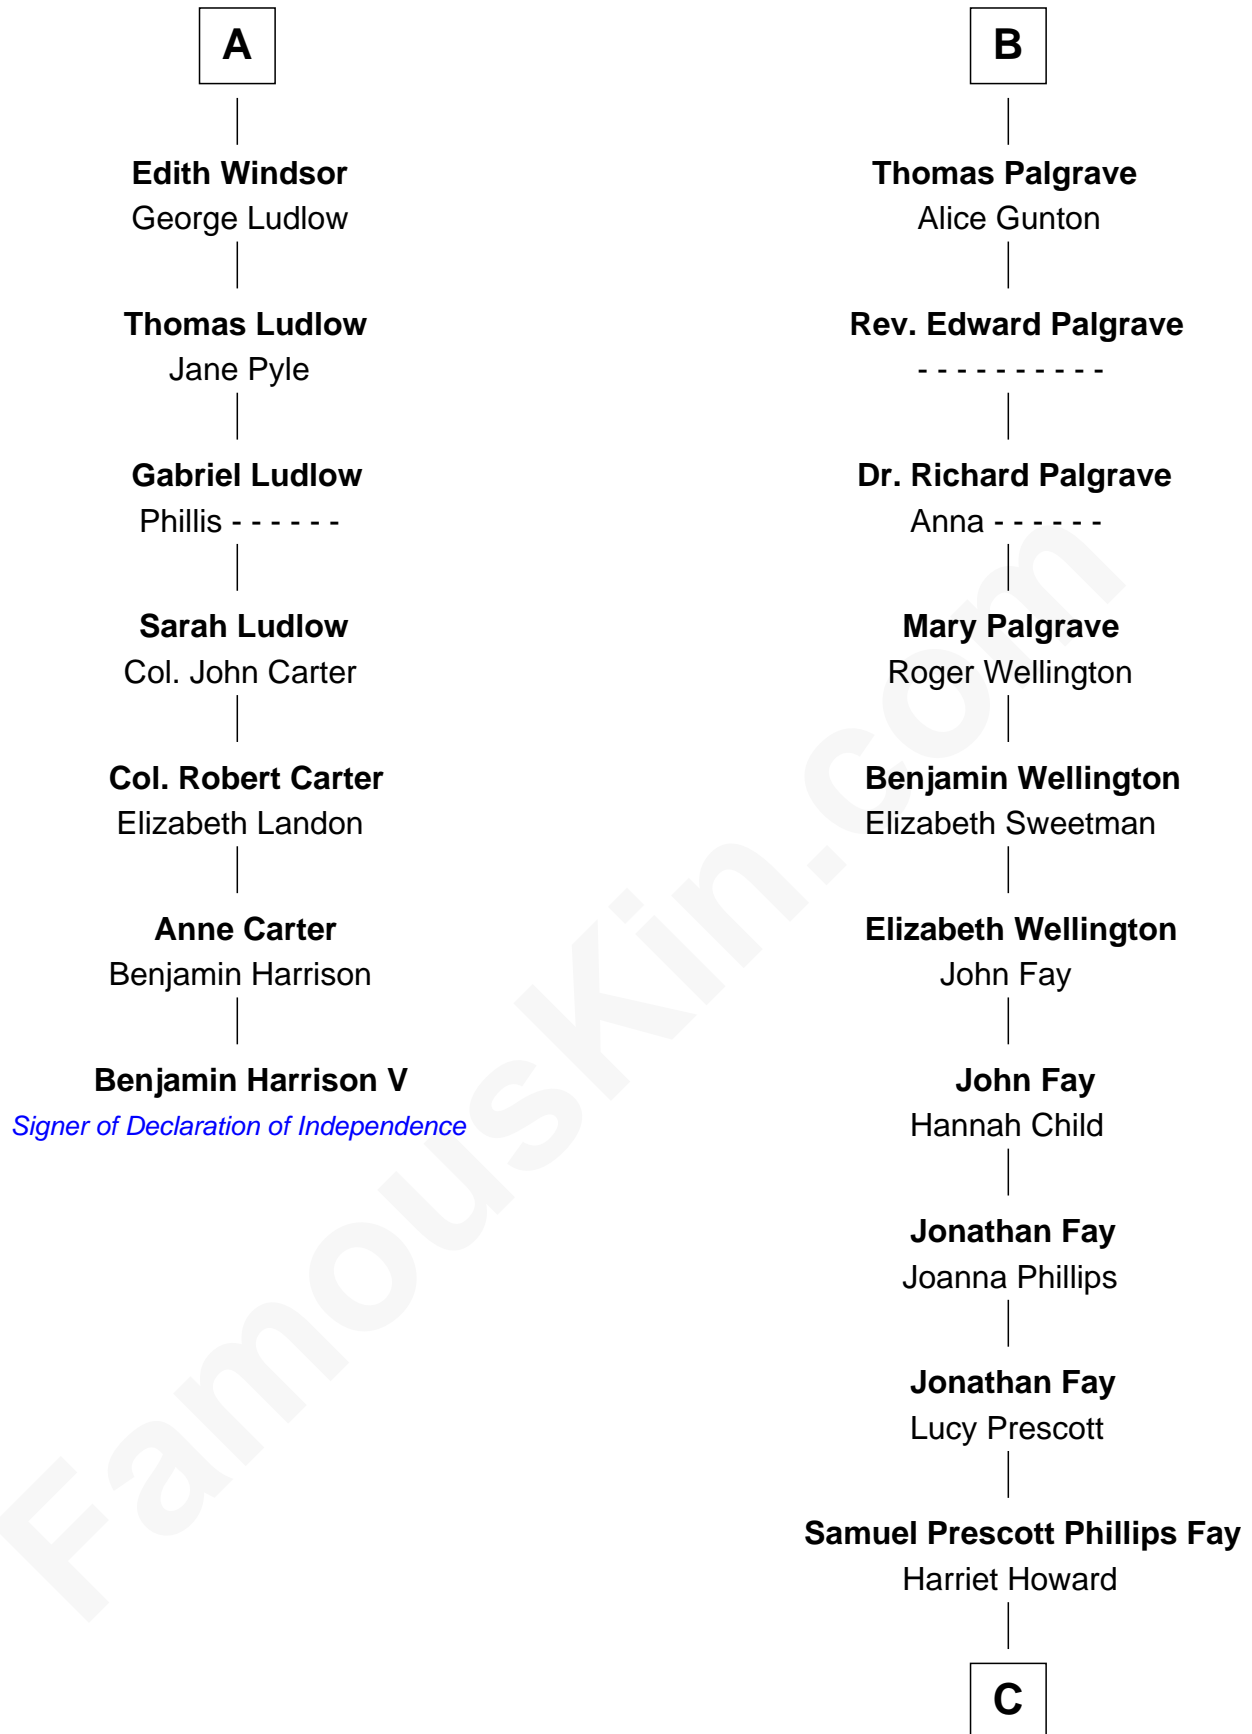 A
Edith Windsor
George Ludlow
Thomas Ludlow
Jane Pyle
Gabriel Ludlow
Phillis - - - - - -
Sarah Ludlow
Col. John Carter
Col. Robert Carter
Elizabeth Landon
Anne Carter
Benjamin Harrison
Benjamin Harrison V
Signer of Declaration of Independence
B
Thomas Palgrave
Alice Gunton
Rev. Edward Palgrave
- - - - - - - - - -
Dr. Richard Palgrave
Anna - - - - - -
Mary Palgrave
Roger Wellington
Benjamin Wellington
Elizabeth Sweetman
Elizabeth Wellington
John Fay
John Fay
Hannah Child
Jonathan Fay
Joanna Phillips
Jonathan Fay
Lucy Prescott
Samuel Prescott Phillips Fay
Harriet Howard
C
FamousKin.com